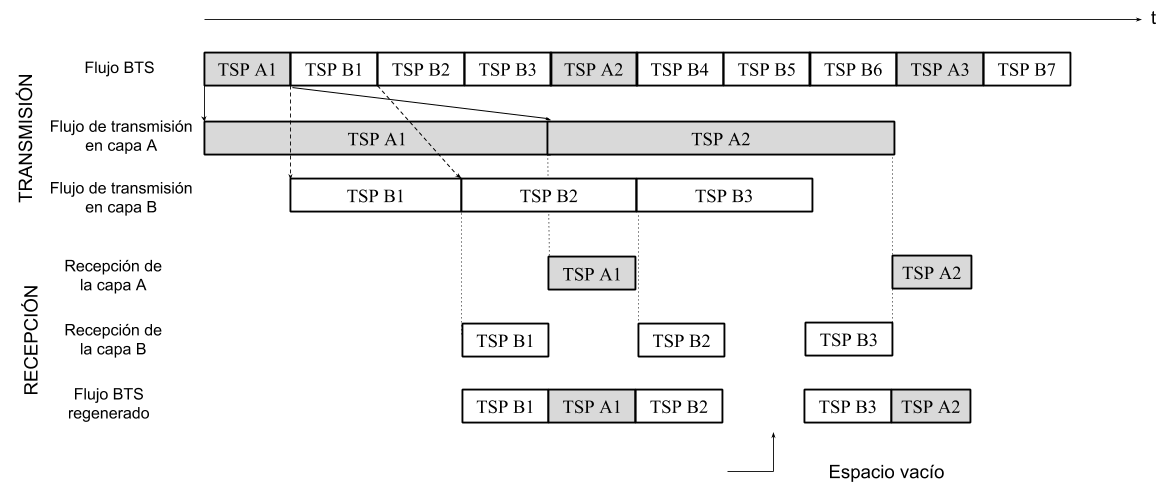 t
TRANSMISIÓN
Flujo BTS
TSP A1 TSP B1 TSP B2 TSP B3 TSP A2 TSP B4 TSP B5 TSP B6 TSP A3 TSP B7
Flujo de transmisión
en capa A
TSP A1 TSP A2
Flujo de transmisión
en capa B
TSP B1 TSP B2 TSP B3
RECEPCIÓN
Recepción de
la capa A
TSP A1 TSP A2
Recepción de
la capa B
TSP B1 TSP B2 TSP B3
Flujo BTS
regenerado
TSP B1 TSP A1 TSP B2 TSP B3 TSP A2
Espacio vacío